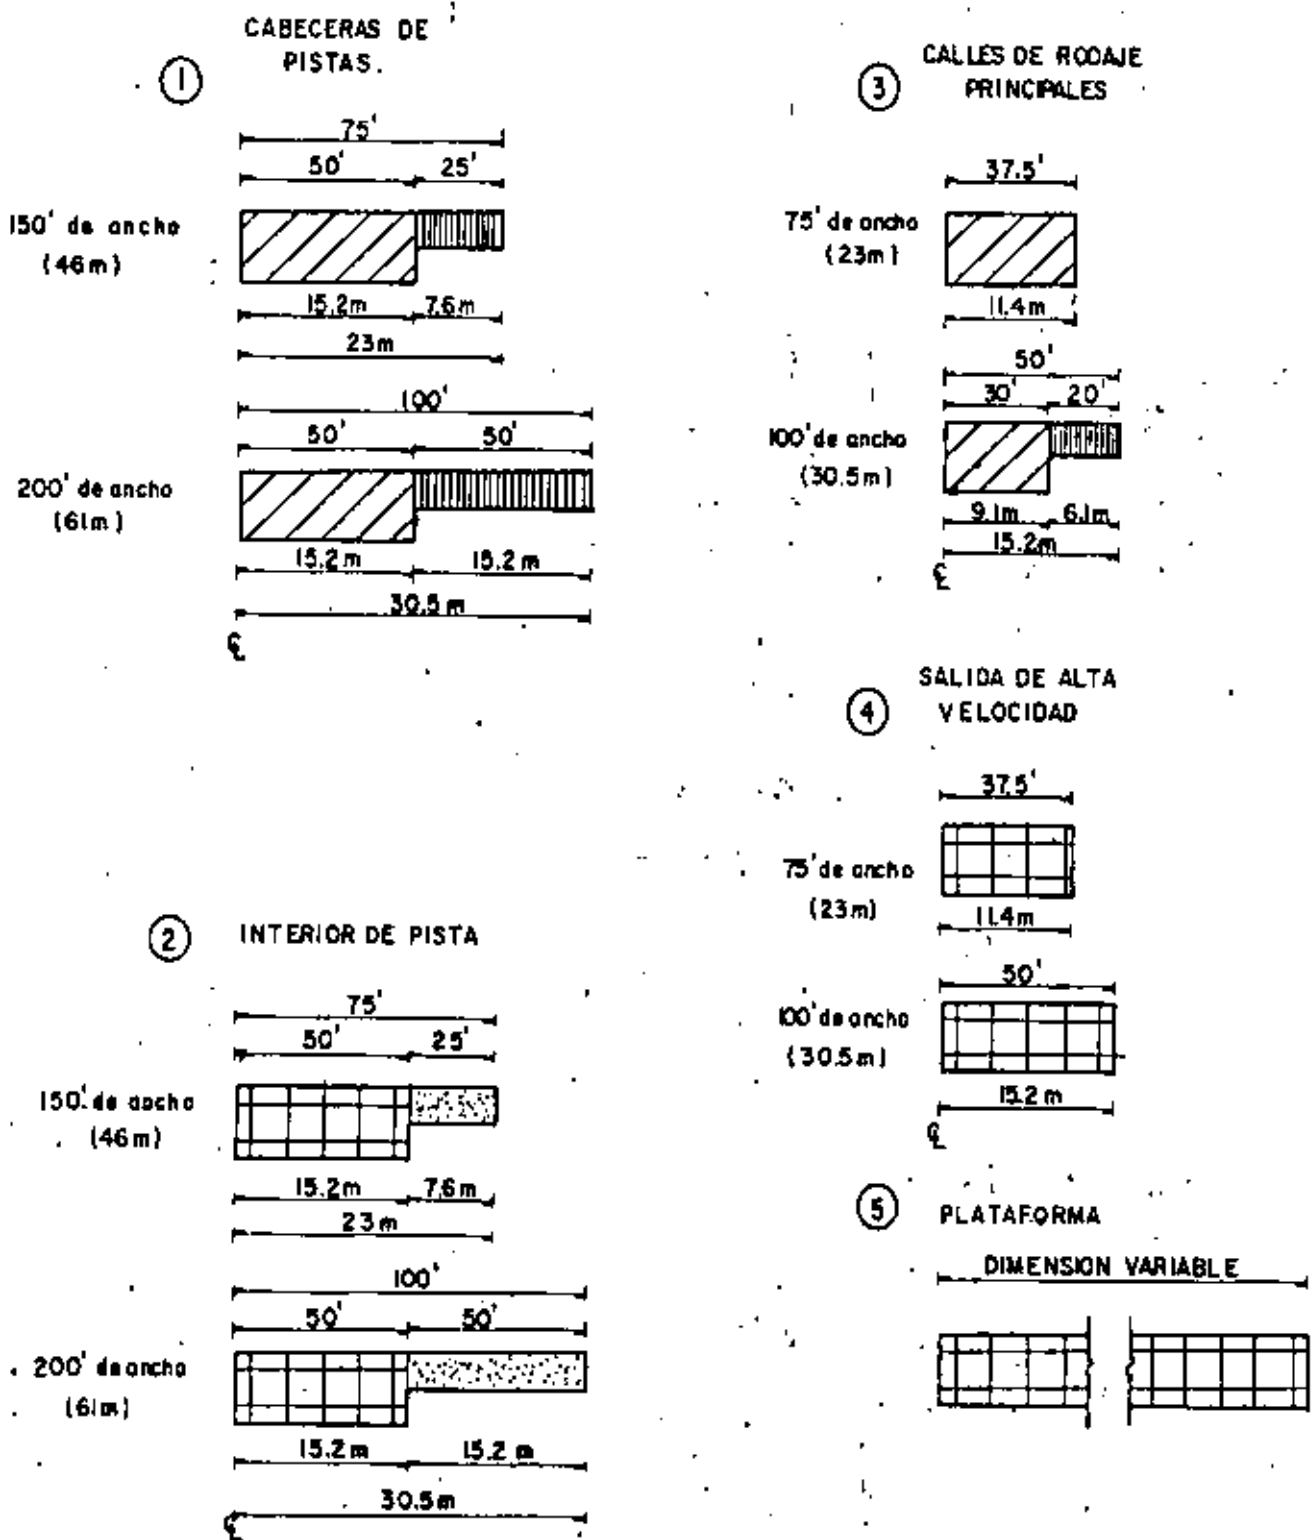 1
CABECERAS DE
PISTAS.
75'
50' 25'
150' de ancho
(46m)
15.2m 7.6m
23m
100'
50' 50'
200' de ancho
(61m)
15.2m 15.2m
30.5m
℄
2
INTERIOR DE PISTA
75'
50' 25'
150' de ancho
(46m)
15.2m 7.6m
23m
100'
50' 50'
200' de ancho
(61m)
15.2m 15.2m
30.5m
℄
3
CALLES DE RODAJE
PRINCIPALES
37.5'
75' de ancho
(23m)
11.4m
50'
30' 20'
100' de ancho
(30.5m)
9.1m 6.1m
15.2m
℄
4
SALIDA DE ALTA
VELOCIDAD
37.5'
75' de ancho
(23m)
11.4m
50'
100' de ancho
(30.5m)
15.2m
℄
5
PLATAFORMA
DIMENSION VARIABLE